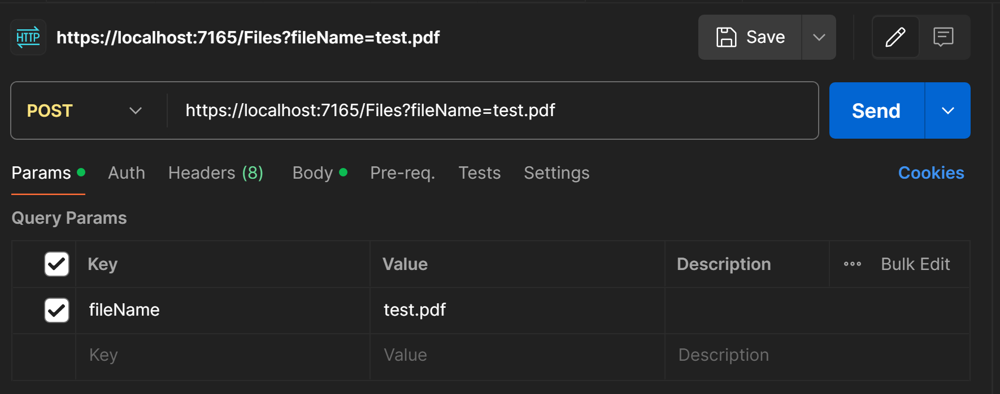 HTTP https://localhost:7165/Files?fileName=test.pdf Save
POST https://localhost:7165/Files?fileName=test.pdf Send
Params Auth Headers (8) Body Pre-req. Tests Settings Cookies
Query Params
Key Value Description Bulk Edit
fileName test.pdf
Key Value Description